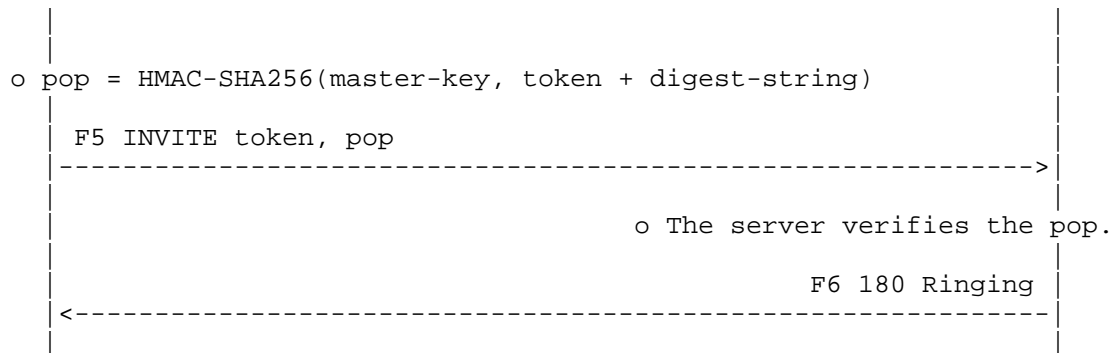 o pop = HMAC-SHA256(master-key, token + digest-string)
F5 INVITE token, pop
o The server verifies the pop.
F6 180 Ringing